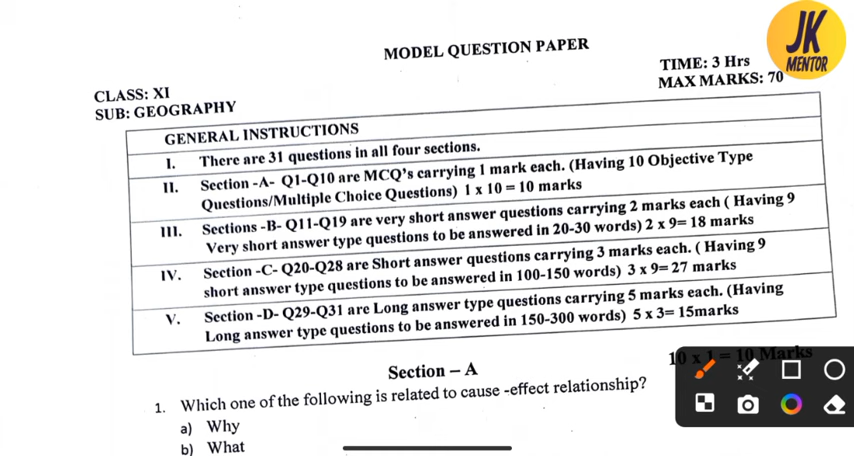 JK
MENTOR
MODEL QUESTION PAPER
TIME: 3 Hrs
CLASS: XI
MAX MARKS: 70
SUB: GEOGRAPHY
GENERAL INSTRUCTIONS
I. There are 31 questions in all four sections.
II. Section -A- Q1-Q10 are MCQ's carrying 1 mark each. (Having 10 Objective Type
Questions/Multiple Choice Questions) 1 x 10 = 10 marks
III. Sections -B- Q11-Q19 are very short answer questions carrying 2 marks each ( Having 9
Very short answer type questions to be answered in 20-30 words) 2 x 9= 18 marks
IV. Section -C- Q20-Q28 are Short answer questions carrying 3 marks each. ( Having 9
short answer type questions to be answered in 100-150 words) 3 x 9= 27 marks
V. Section -D- Q29-Q31 are Long answer type questions carrying 5 marks each. (Having
Long answer type questions to be answered in 150-300 words) 5 x 3= 15marks
10 x 1 = 10 Marks
Section – A
1. Which one of the following is related to cause -effect relationship?
a) Why
b) What